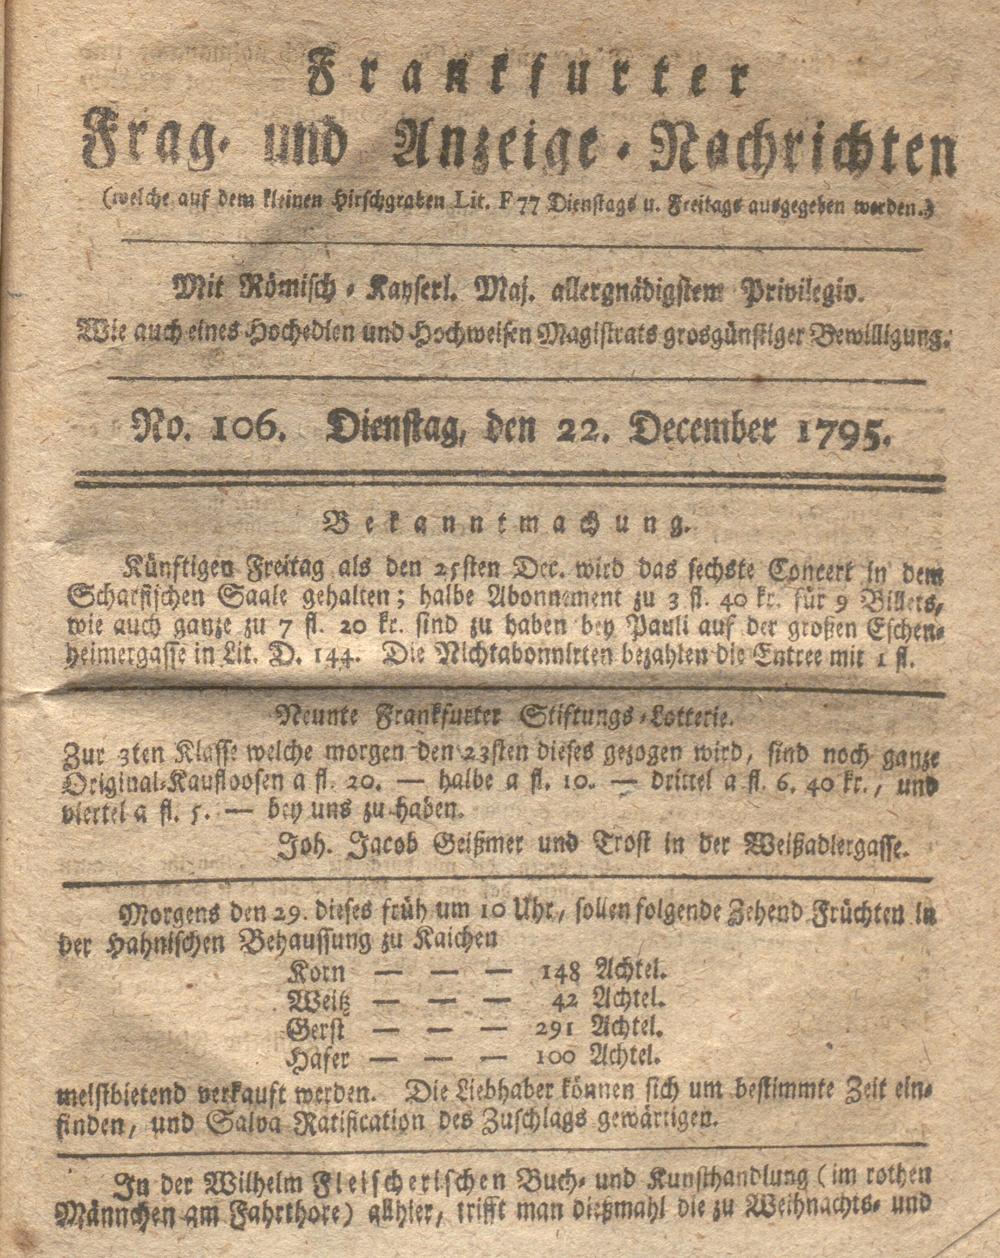 Frankfurter
Frag- und Anzeige-Nachrichten
(welche auf dem kleinen Hirschgraben Lit. F 77 Dienstags u. Freitags ausgegeben werden.)
Mit Römisch-Kayserl. Maj. allergnädigstem Privilegio.
Wie auch eines Hochedlen und Hochweisen Magistrats grosgünstiger Bewilligung.
No. 106. Dienstag, den 22. December 1795.
Bekanntmachung.
Künftigen Freitag als den 25sten Dec. wird das sechste Concert in dem
Scharfischen Saale gehalten; halbe Abonnement zu 3 fl. 40 kr. für 9 Billets,
wie auch ganze zu 7 fl. 20 kr. sind zu haben bey Pauli auf der großen Eschen-
heimergasse in Lit. D. 144. Die Nichtabonnirten bezahlen die Entree mit 1 fl.
Neunte Frankfurter Stiftungs-Lotterie.
Zur 3ten Klasse welche morgen den 23sten dieses gezogen wird, sind noch ganze
Original-Kaufloosen a fl. 20. — halbe a fl. 10. — drittel a fl. 6. 40 kr., und
viertel a fl. 5. — bey uns zu haben.
Joh. Jacob Geißmer und Trost in der Weißadlergasse.
Morgens den 29. dieses früh um 10 Uhr, sollen folgende Zehend Früchten in
der Hahnischen Behaussung zu Kaichen
Korn — — — 148 Achtel.
Weitz — — — 42 Achtel.
Gerst — — — 291 Achtel.
Hafer — — — 100 Achtel.
meistbietend verkauft werden. Die Liebhaber können sich um bestimmte Zeit ein-
finden, und Salva Ratification des Zuschlags gewärtigen.
In der Wilhelm Fleischerischen Buch- und Kunsthandlung (im rothen
Männchen am Fahrthore) allhier, trifft man dießmahl die zu Weihnachts- und